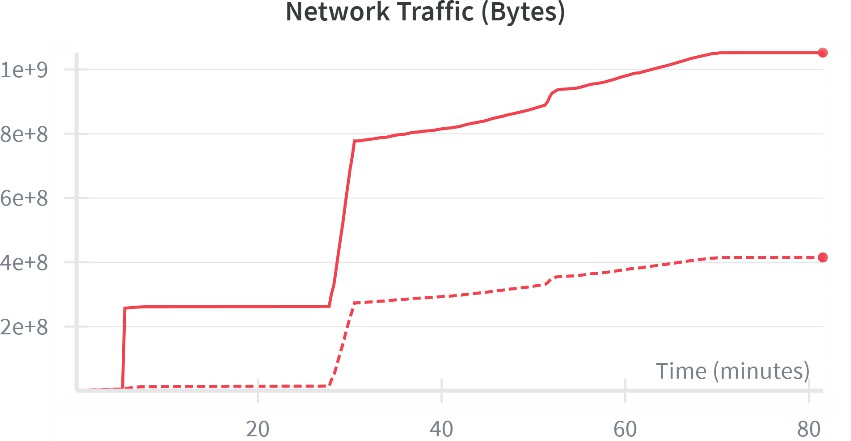 Network Traffic (Bytes)
1e+9
8e+8
6e+8
4e+8
2e+8
Time (minutes)
20 40 60 80